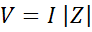 V = I |Z|